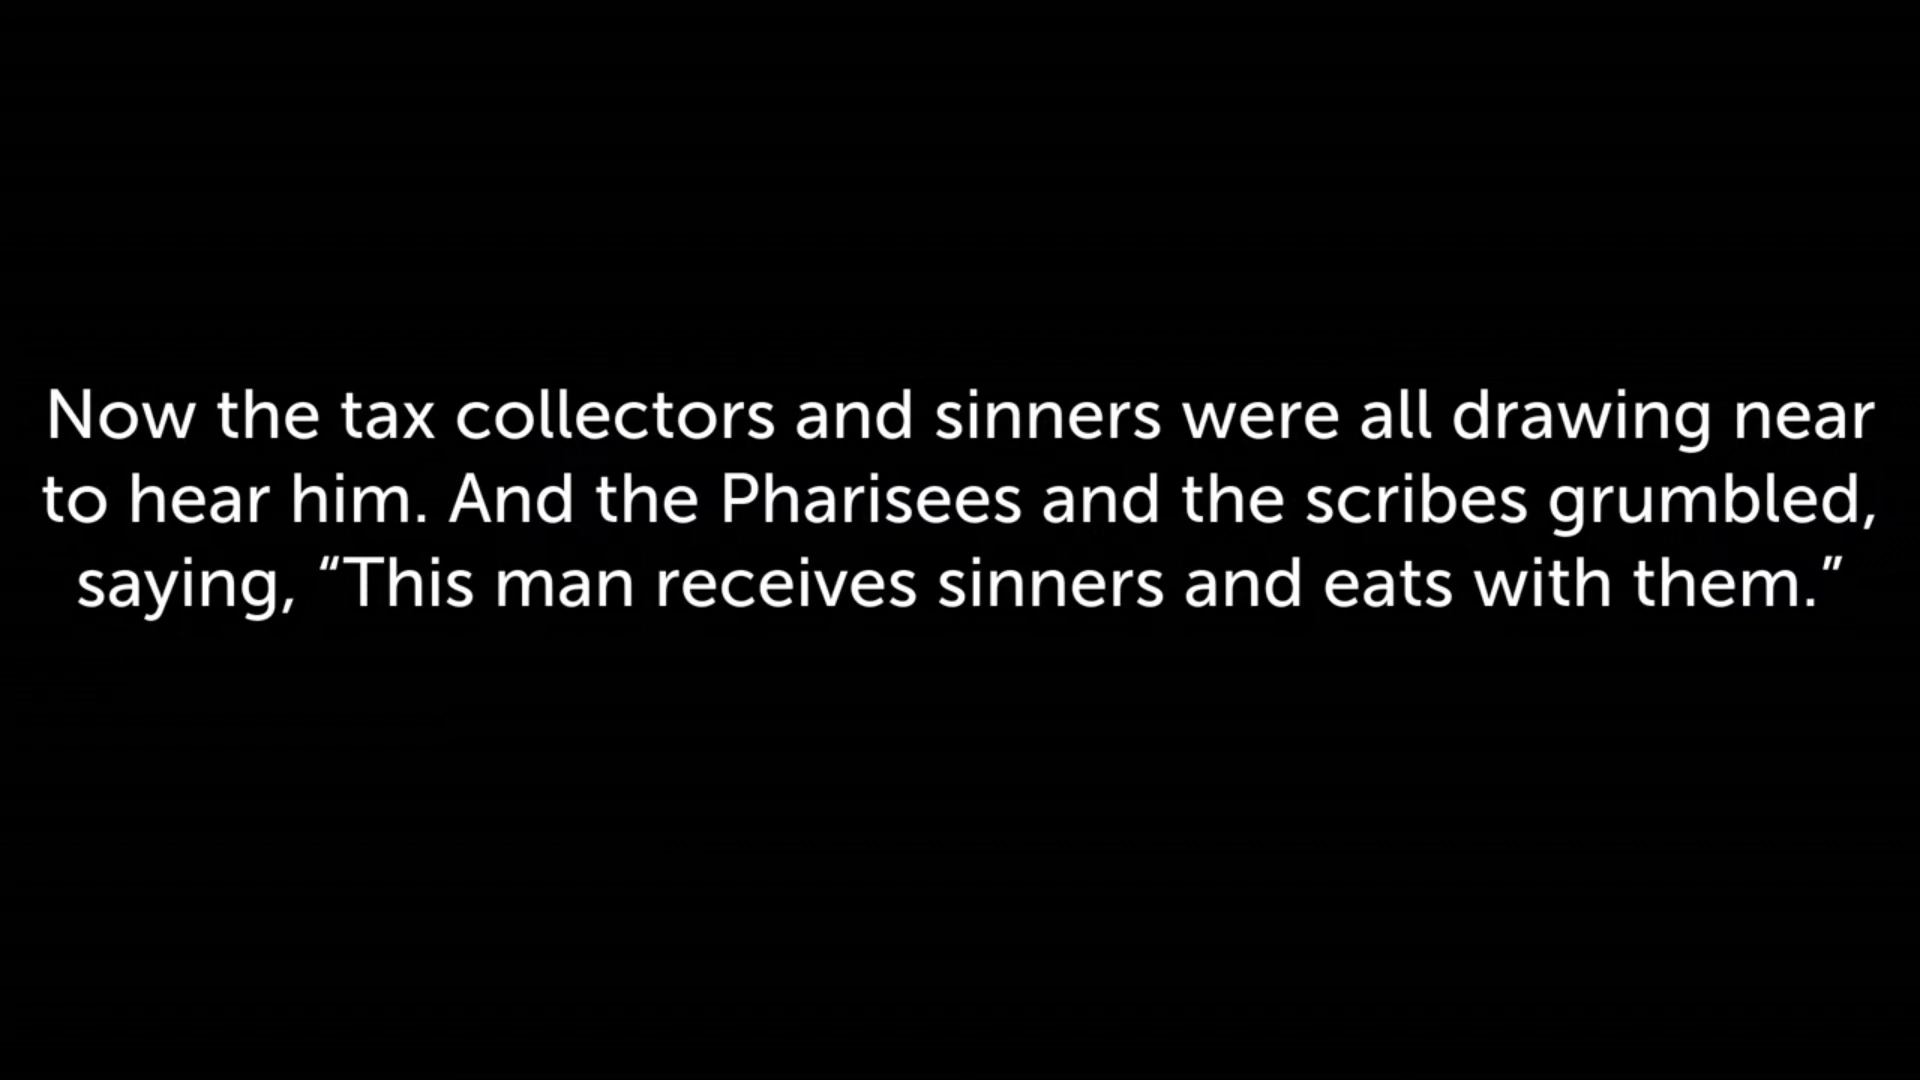 Now the tax collectors and sinners were all drawing near
to hear him. And the Pharisees and the scribes grumbled,
saying, “This man receives sinners and eats with them.”